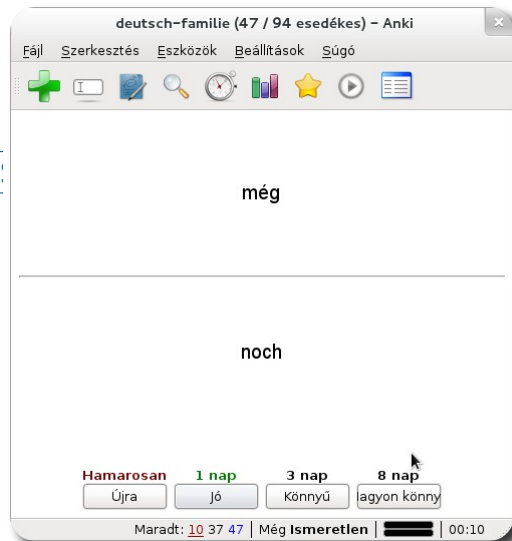 deutsch-familie (47 / 94 esedékes) – Anki
Fájl Szerkesztés Eszközök Beállítások Súgó
még
noch
Hamarosan 1 nap 3 nap 8 nap
Újra Jó Könnyű lagyon könny
Maradt: 10 37 47 | Még Ismeretlen | 00:10